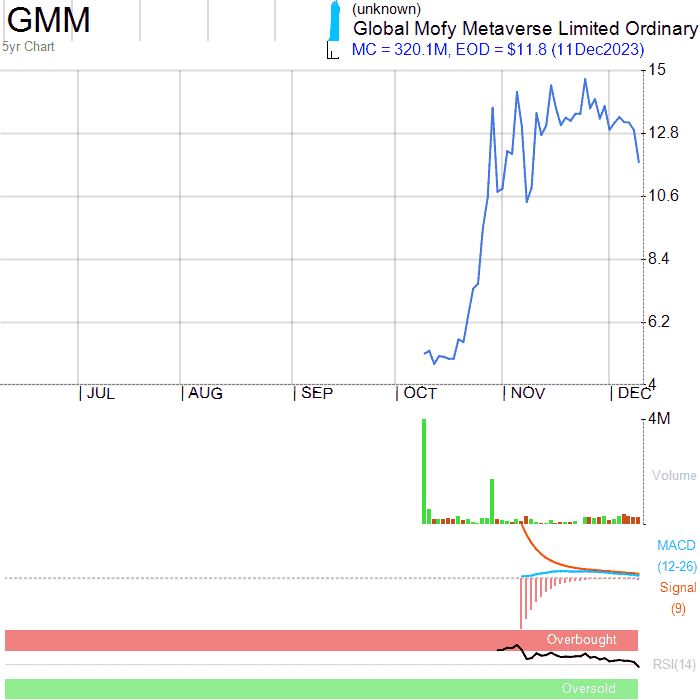 GMM
(unknown)
Global Mofy Metaverse Limited Ordinary
5yr Chart
MC = 320.1M, EOD = $11.8 (11Dec2023)
15
12.8
10.6
8.4
6.2
4
JUL AUG SEP OCT NOV DEC
4M
Volume
MACD
(12-26)
Signal
(9)
Overbought
RSI(14)
Oversold